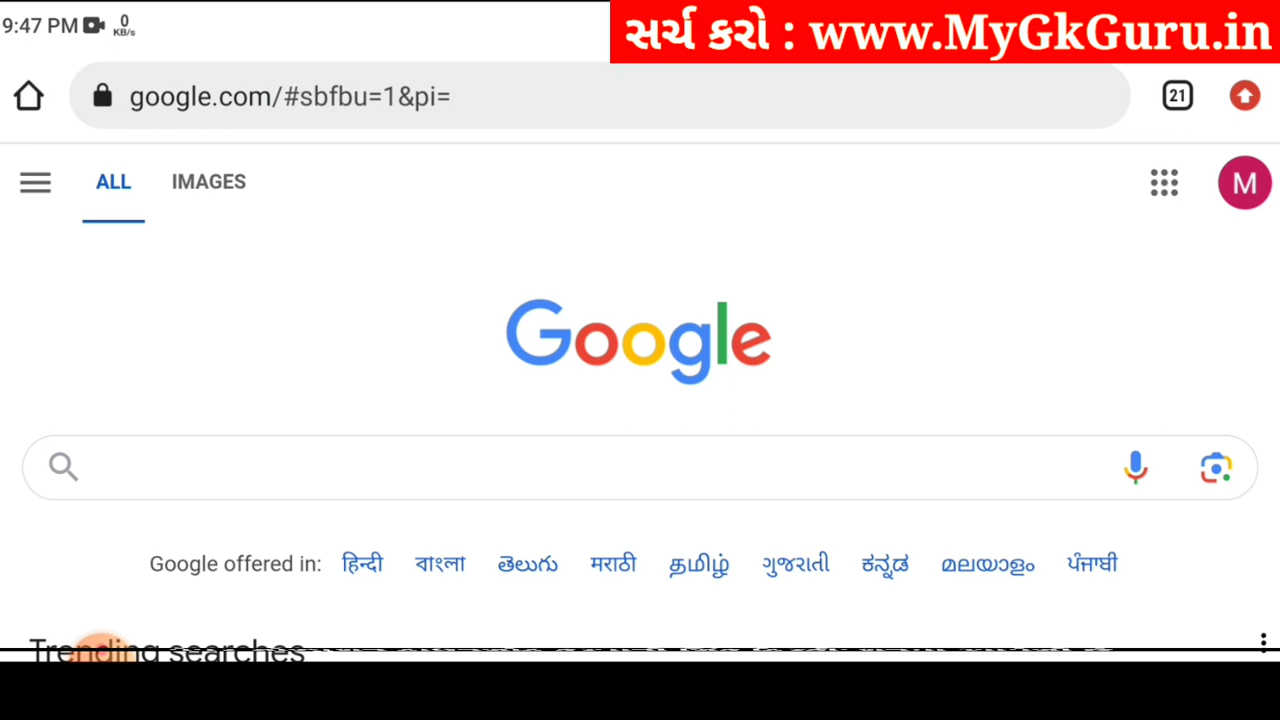 9:47 PM 0 KB/s
સર્ચ કરો : www.MyGkGuru.in
google.com/#sbfbu=1&pi=
21
ALL IMAGES
M
Google
Google offered in: हिन्दी বাংলা తెలుగు मराठी தமிழ் ગુજરાતી ಕನ್ನಡ മലയാളം ਪੰਜਾਬੀ
Trending searches